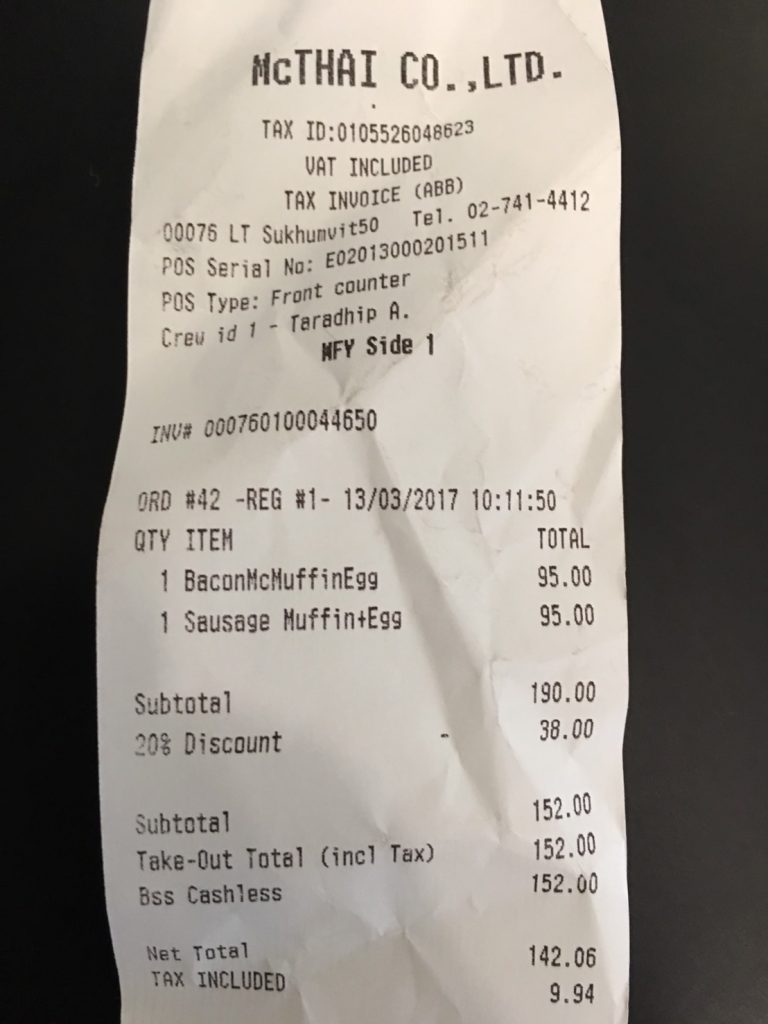 McTHAI CO.,LTD.
TAX ID:0105526048623
VAT INCLUDED
TAX INVOICE (ABB)
00076 LT Sukhumvit50 Tel. 02-741-4412
POS Serial No: E02013000201511
POS Type: Front counter
Crew id 1 - Taradhip A.
MFY Side 1
INV# 000760100044650
ORD #42 -REG #1- 13/03/2017 10:11:50
QTY ITEM TOTAL
1 BaconMcMuffinEgg 95.00
1 Sausage Muffin+Egg 95.00
Subtotal 190.00
20% Discount - 38.00
Subtotal 152.00
Take-Out Total (incl Tax) 152.00
Bss Cashless 152.00
Net Total 142.06
TAX INCLUDED 9.94